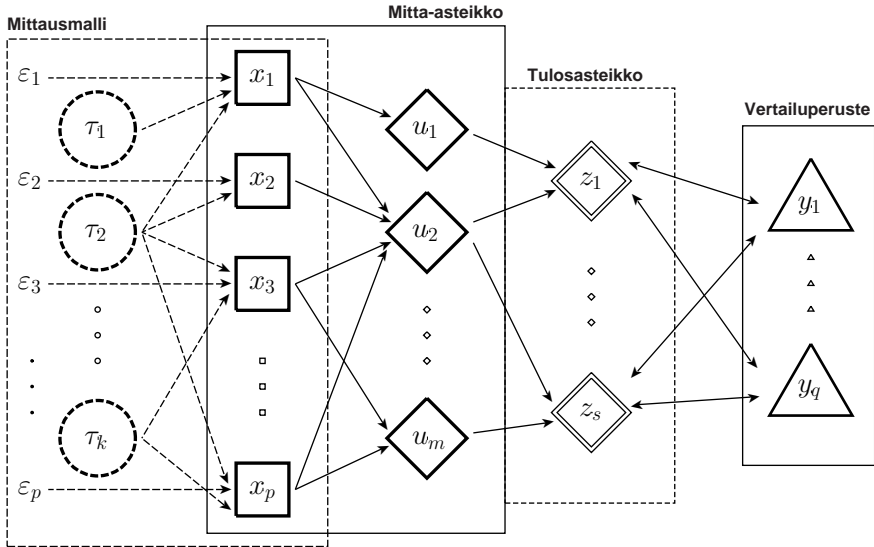 Mittausmalli
Mitta-asteikko
Tulosasteikko
Vertailuperuste
ε₁
τ₁
x₁
u₁
z₁
y₁
ε₂
τ₂
x₂
u₂
ε₃
x₃
τₖ
uₘ
zₛ
y_q
εₚ
xₚ